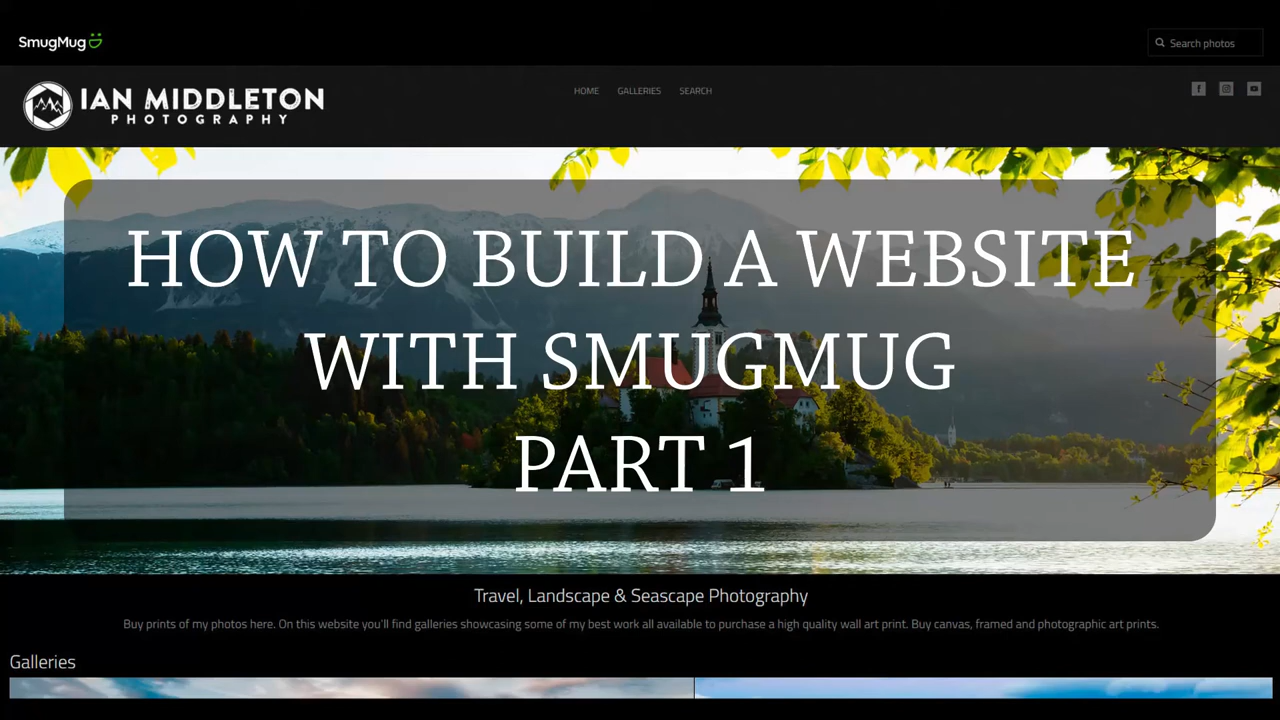 SmugMug
Search photos
IAN MIDDLETON
PHOTOGRAPHY
HOME GALLERIES SEARCH
HOW TO BUILD A WEBSITE
WITH SMUGMUG
PART 1
Travel, Landscape & Seascape Photography
Buy prints of my photos here. On this website you'll find galleries showcasing some of my best work all available to purchase a high quality wall art print. Buy canvas, framed and photographic art prints.
Galleries